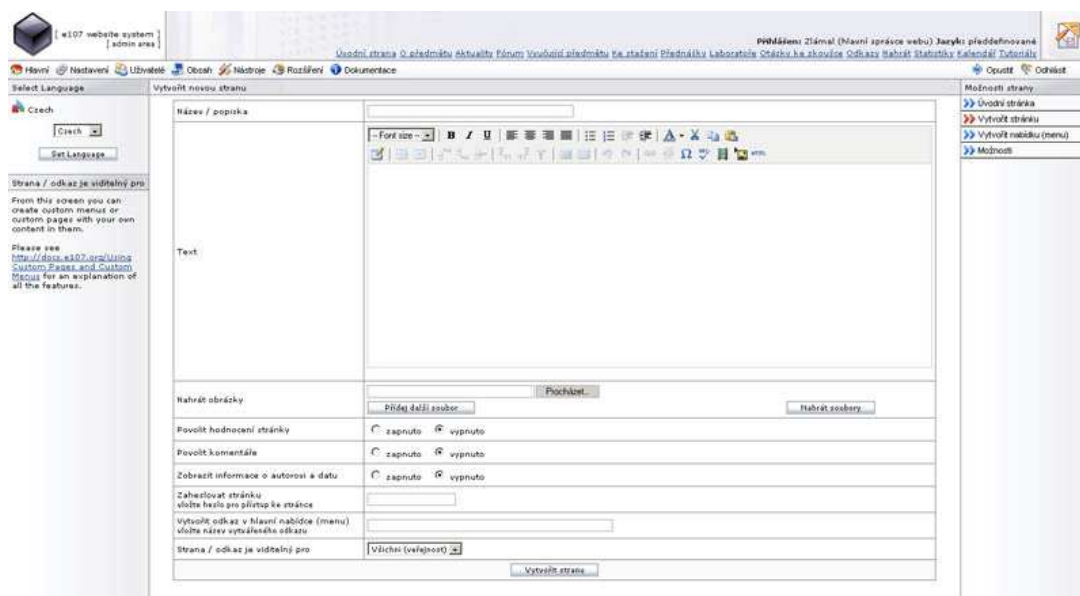 [ e107 website system ]
[ admin area ]
Přihlášen: Zlámal (hlavní správce webu) Jazyk: předdefinované
Úvodní strana O předmětu Aktuality Fórum Vyučující předmětu Ke stažení Přednášky Laboratoře Otázky ke zkoušce Odkazy Nahrát Statistiky Kalendář Tutoriály
Hlavní Nastavení Uživatelé Obsah Nástroje Rozšíření Dokumentace
Opustit Odhlásit
Select Language
Czech
Czech
Set Language
Strana / odkaz je viditelný pro
From this screen you can
create custom menus or
custom pages with your own
content in them.
Please see
http://docs.e107.org/Using
Custom Pages and Custom
Menus for an explanation of
all the features.
Vytvořit novou stranu
Název / popiska
-- Font size --
B I U
HTML
Text
Nahrát obrázky
Procházet...
Přidej další soubor
Nahrát soubory
Povolit hodnocení stránky
zapnuto vypnuto
Povolit komentáře
zapnuto vypnuto
Zobrazit informace o autorovi a datu
zapnuto vypnuto
Zaheslovat stránku
vložte heslo pro přístup ke stránce
Vytvořit odkaz v hlavní nabídce (menu)
vložte název vytvářeného odkazu
Strana / odkaz je viditelný pro
Všichni (veřejnost)
Vytvořit stranu
Možnosti strany
Úvodní stránka
Vytvořit stránku
Vytvořit nabídku (menu)
Možnosti